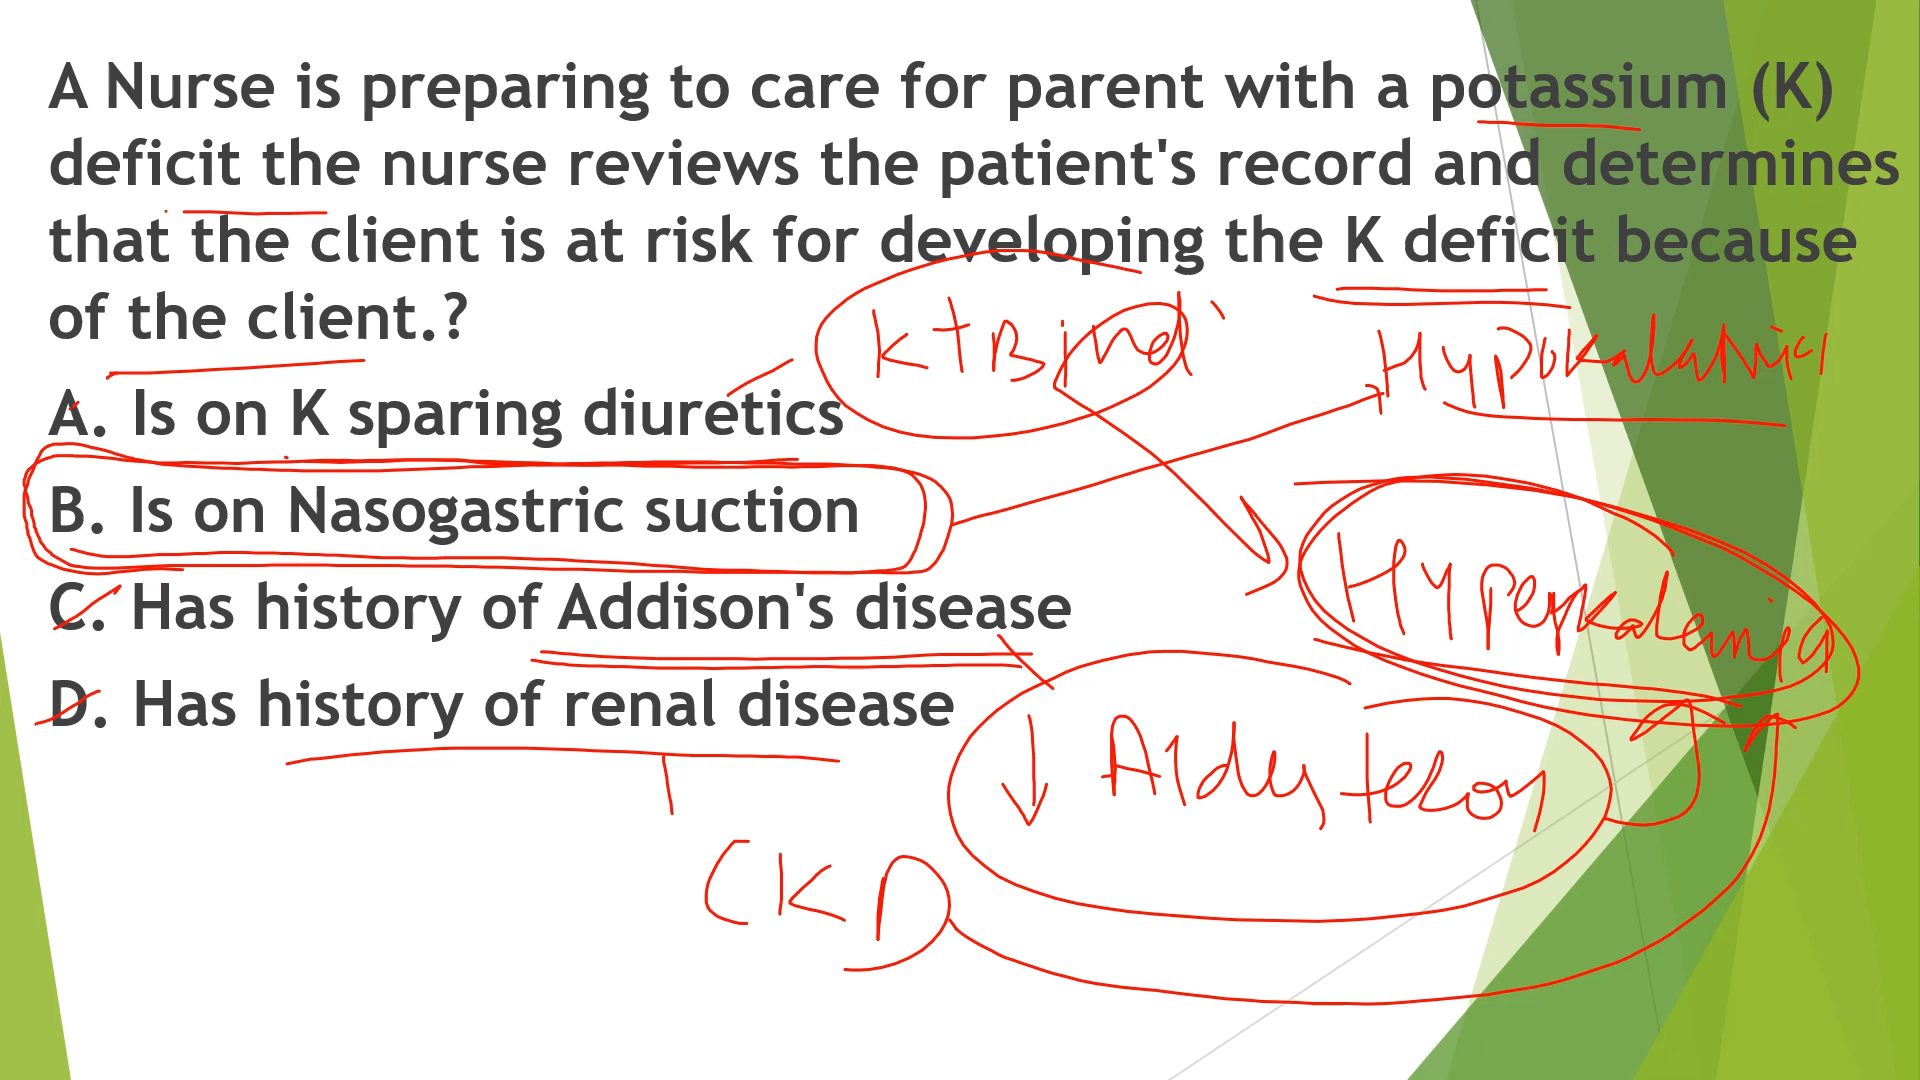 A Nurse is preparing to care for parent with a potassium (K)
deficit the nurse reviews the patient's record and determines
that the client is at risk for developing the K deficit because
of the client.?
K+ Bind
A. Is on K sparing diuretics
B. Is on Nasogastric suction
Hyperkalemia
C. Has history of Addison's disease
D. Has history of renal disease
↓ Aldosteron
CKD